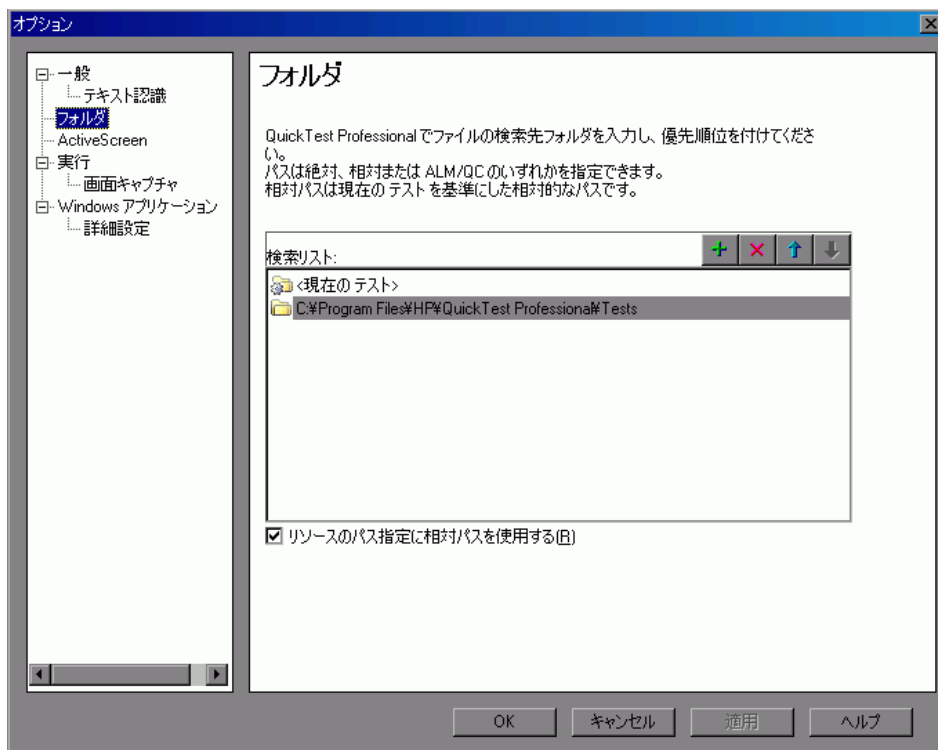 オプション
一般
テキスト認識
フォルダ
ActiveScreen
実行
画面キャプチャ
Windows アプリケーション
詳細設定
フォルダ
QuickTest Professional でファイルの検索先フォルダを入力し、優先順位を付けてくださ
い。
パスは絶対、相対または ALM/QC のいずれかを指定できます。
相対パスは現在の テスト を基準にした相対的なパスです。
検索リスト:
<現在の テスト>
C:¥Program Files¥HP¥QuickTest Professional¥Tests
リソースのパス指定に相対パスを使用する(R)
OK
キャンセル
適用
ヘルプ